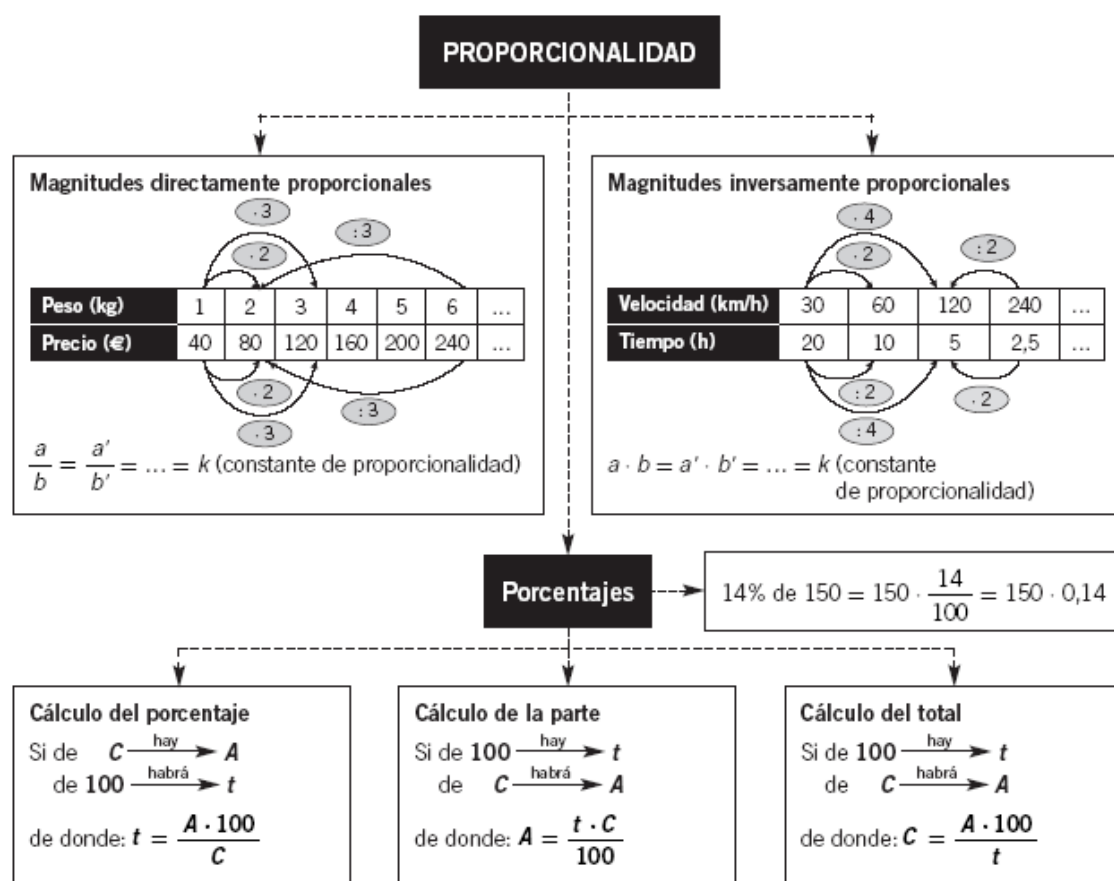 PROPORCIONALIDAD
Magnitudes directamente proporcionales
· 3
· 2
: 3
Peso (kg) 1 2 3 4 5 6 ...
Precio (€) 40 80 120 160 200 240 ...
· 2
: 3
· 3
a/b = a'/b' = ... = k (constante de proporcionalidad)
Magnitudes inversamente proporcionales
· 4
· 2
: 2
Velocidad (km/h) 30 60 120 240 ...
Tiempo (h) 20 10 5 2,5 ...
: 2
· 2
: 4
a · b = a' · b' = ... = k (constante
de proporcionalidad)
Porcentajes
14% de 150 = 150 · 14/100 = 150 · 0,14
Cálculo del porcentaje
Si de C hay A
de 100 habrá t
de donde: t = A · 100/C
Cálculo de la parte
Si de 100 hay t
de C habrá A
de donde: A = t · C/100
Cálculo del total
Si de 100 hay t
de C habrá A
de donde: C = A · 100/t